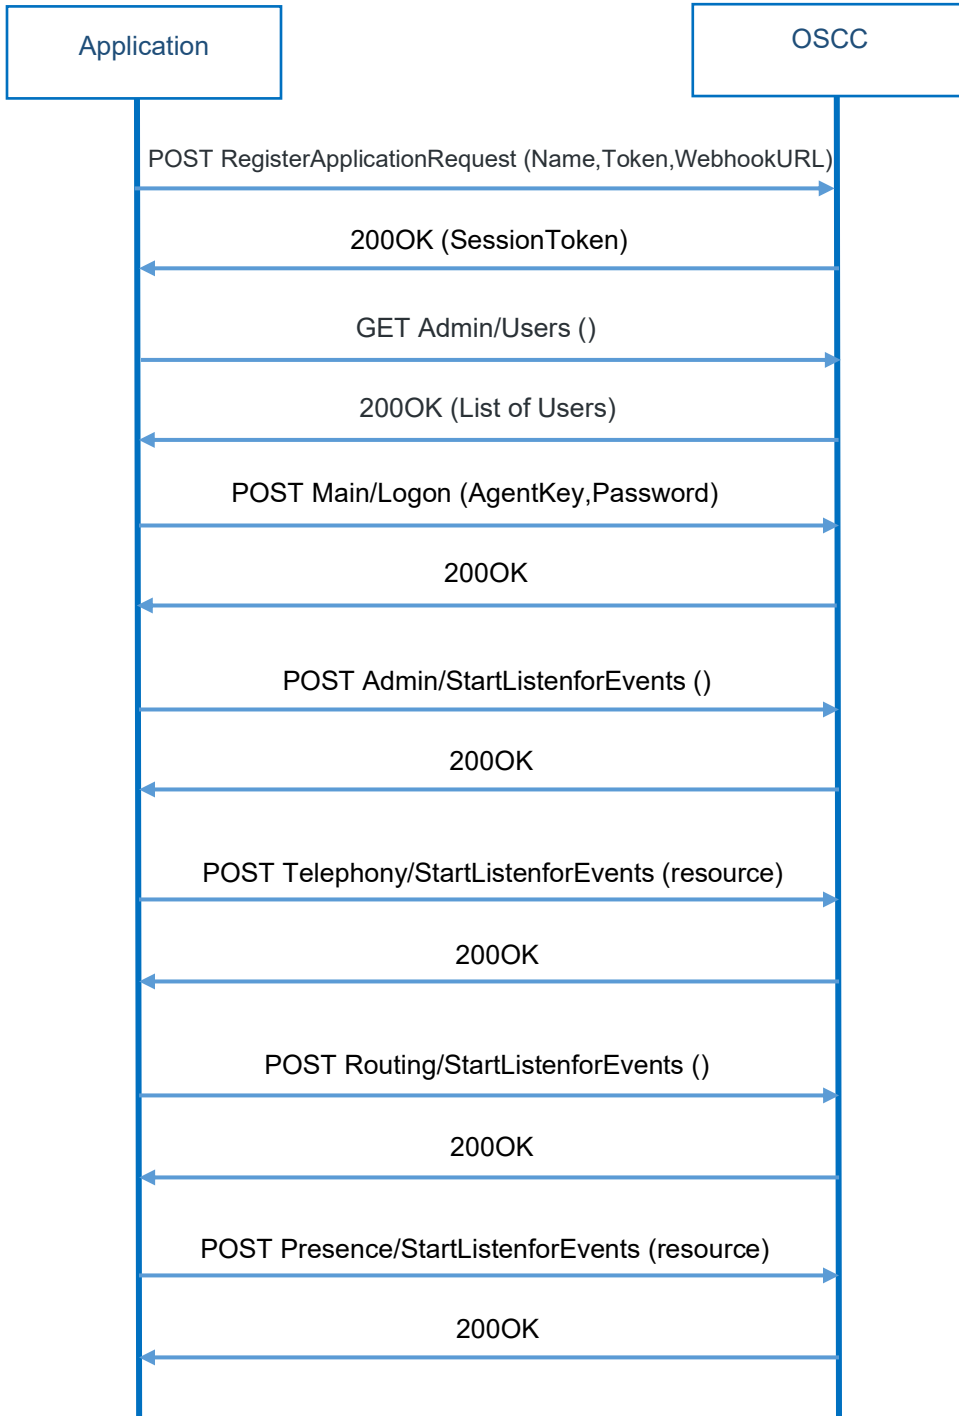 Application
OSCC
POST RegisterApplicationRequest (Name,Token,WebhookURL)
200OK (SessionToken)
GET Admin/Users ()
200OK (List of Users)
POST Main/Logon (AgentKey,Password)
200OK
POST Admin/StartListenforEvents ()
200OK
POST Telephony/StartListenforEvents (resource)
200OK
POST Routing/StartListenforEvents ()
200OK
POST Presence/StartListenforEvents (resource)
200OK